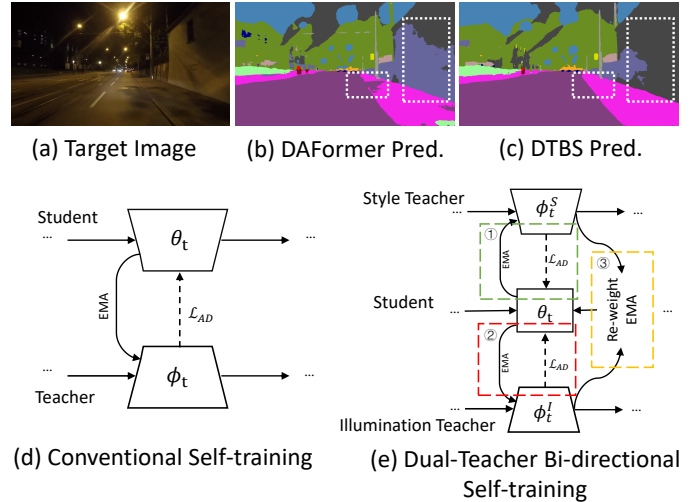 (a) Target Image
(b) DAFormer Pred.
(c) DTBS Pred.
Student
...
θt
...
EMA
ℒAD
...
ϕt
...
Teacher
(d) Conventional Self-training
Style Teacher
...
ϕtS
...
①
EMA
ℒAD
③
Student
...
θt
Re-weight
EMA
...
②
EMA
ℒAD
...
ϕtI
...
Illumination Teacher
(e) Dual-Teacher Bi-directional
Self-training